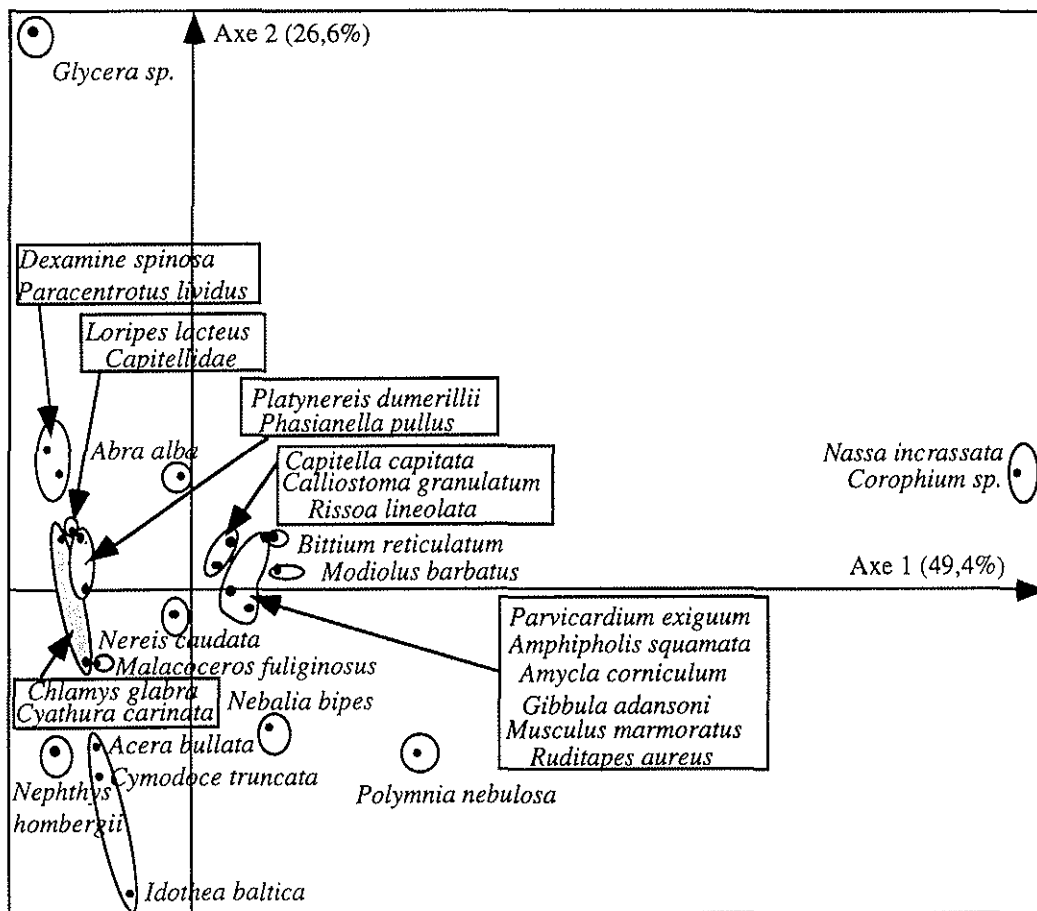 Axe 2 (26,6%)
Glycera sp.
Dexamine spinosa
Paracentrotus lividus
Loripes lacteus
Capitellidae
Platynereis dumerillii
Phasianella pullus
Abra alba
Capitella capitata
Calliostoma granulatum
Rissoa lineolata
Nassa incrassata
Corophium sp.
Bittium reticulatum
Modiolus barbatus
Axe 1 (49,4%)
Parvicardium exiguum
Amphipholis squamata
Amycla corniculum
Gibbula adansoni
Musculus marmoratus
Ruditapes aureus
Nereis caudata
Malacoceros fuliginosus
Chlamys glabra
Cyathura carinata
Nebalia bipes
Acera bullata
Cymodoce truncata
Nephthys
hombergii
Polymnia nebulosa
Idothea baltica